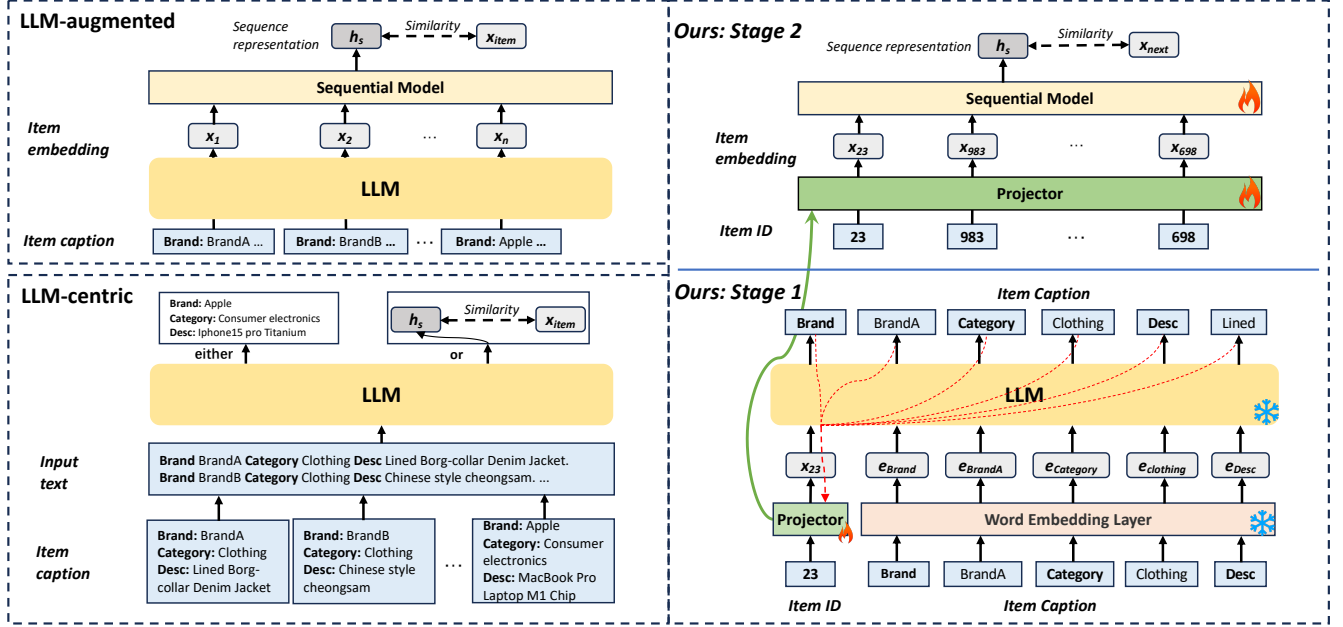 LLM-augmented
Sequence representation
h_s
Similarity
x_item
Sequential Model
Item embedding
x_1
x_2
...
x_n
LLM
Item caption
Brand: BrandA ...
Brand: BrandB ...
...
Brand: Apple ...
LLM-centric
Brand: Apple
Category: Consumer electronics
Desc: Iphone15 pro Titanium
either
h_s
Similarity
x_item
or
LLM
Input text
Brand BrandA Category Clothing Desc Lined Borg-collar Denim Jacket.
Brand BrandB Category Clothing Desc Chinese style cheongsam. ...
Item caption
Brand: BrandA
Category: Clothing
Desc: Lined Borg-
collar Denim Jacket
Brand: BrandB
Category: Clothing
Desc: Chinese style
cheongsam
...
Brand: Apple
Category: Consumer
electronics
Desc: MacBook Pro
Laptop M1 Chip
Ours: Stage 2
Sequence representation
h_s
Similarity
x_next
Sequential Model
Item embedding
x_23
x_983
...
x_698
Projector
Item ID
23
983
...
698
Ours: Stage 1
Item Caption
Brand
BrandA
Category
Clothing
Desc
Lined
LLM
x_23
e_Brand
e_BrandA
e_Category
e_clothing
e_Desc
Projector
Word Embedding Layer
23
Brand
BrandA
Category
Clothing
Desc
Item ID
Item Caption